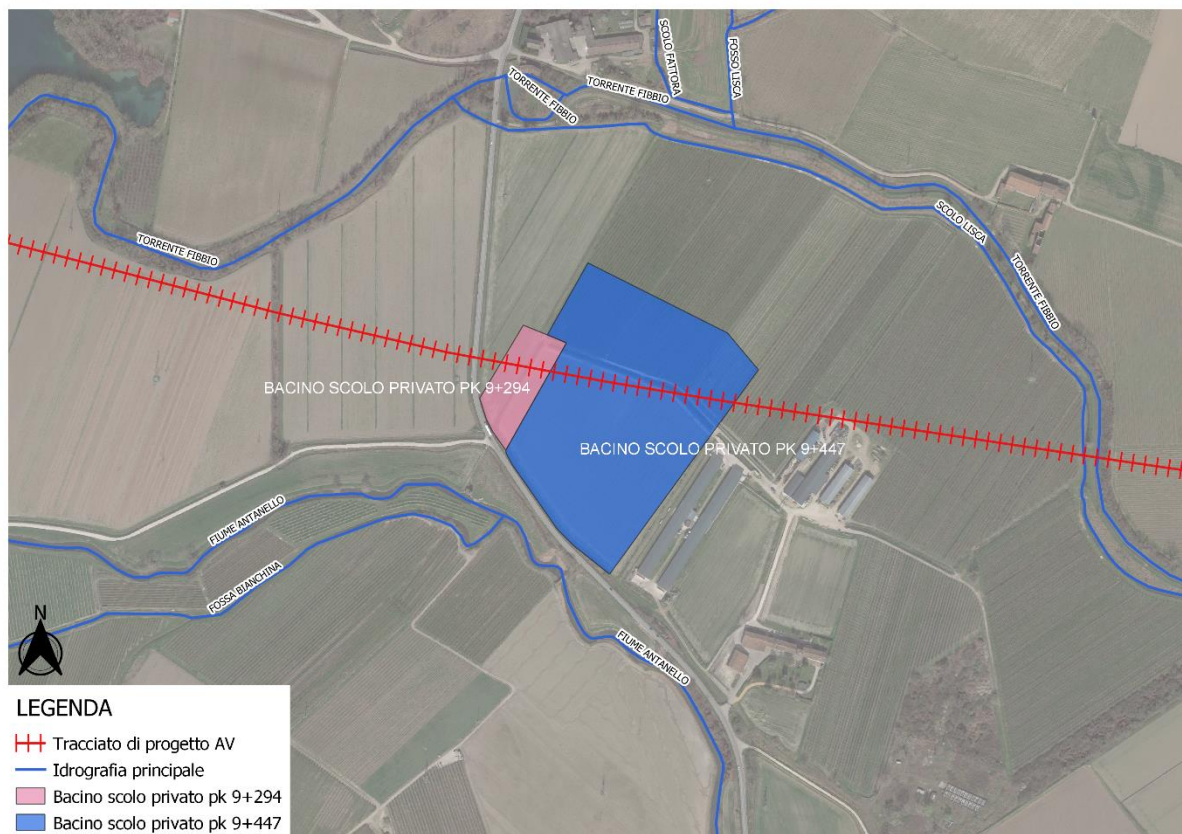 SCOLO FATTORA
FOSSO LISCA
TORRENTE FIBBIO
TORRENTE FIBBIO
TORRENTE FIBBIO
SCOLO LISCA
TORRENTE FIBBIO
BACINO SCOLO PRIVATO PK 9+294
BACINO SCOLO PRIVATO PK 9+447
FIUME ANTANELLO
FOSSA BIANCHINA
FIUME ANTANELLO
N
LEGENDA
Tracciato di progetto AV
Idrografia principale
Bacino scolo privato pk 9+294
Bacino scolo privato pk 9+447